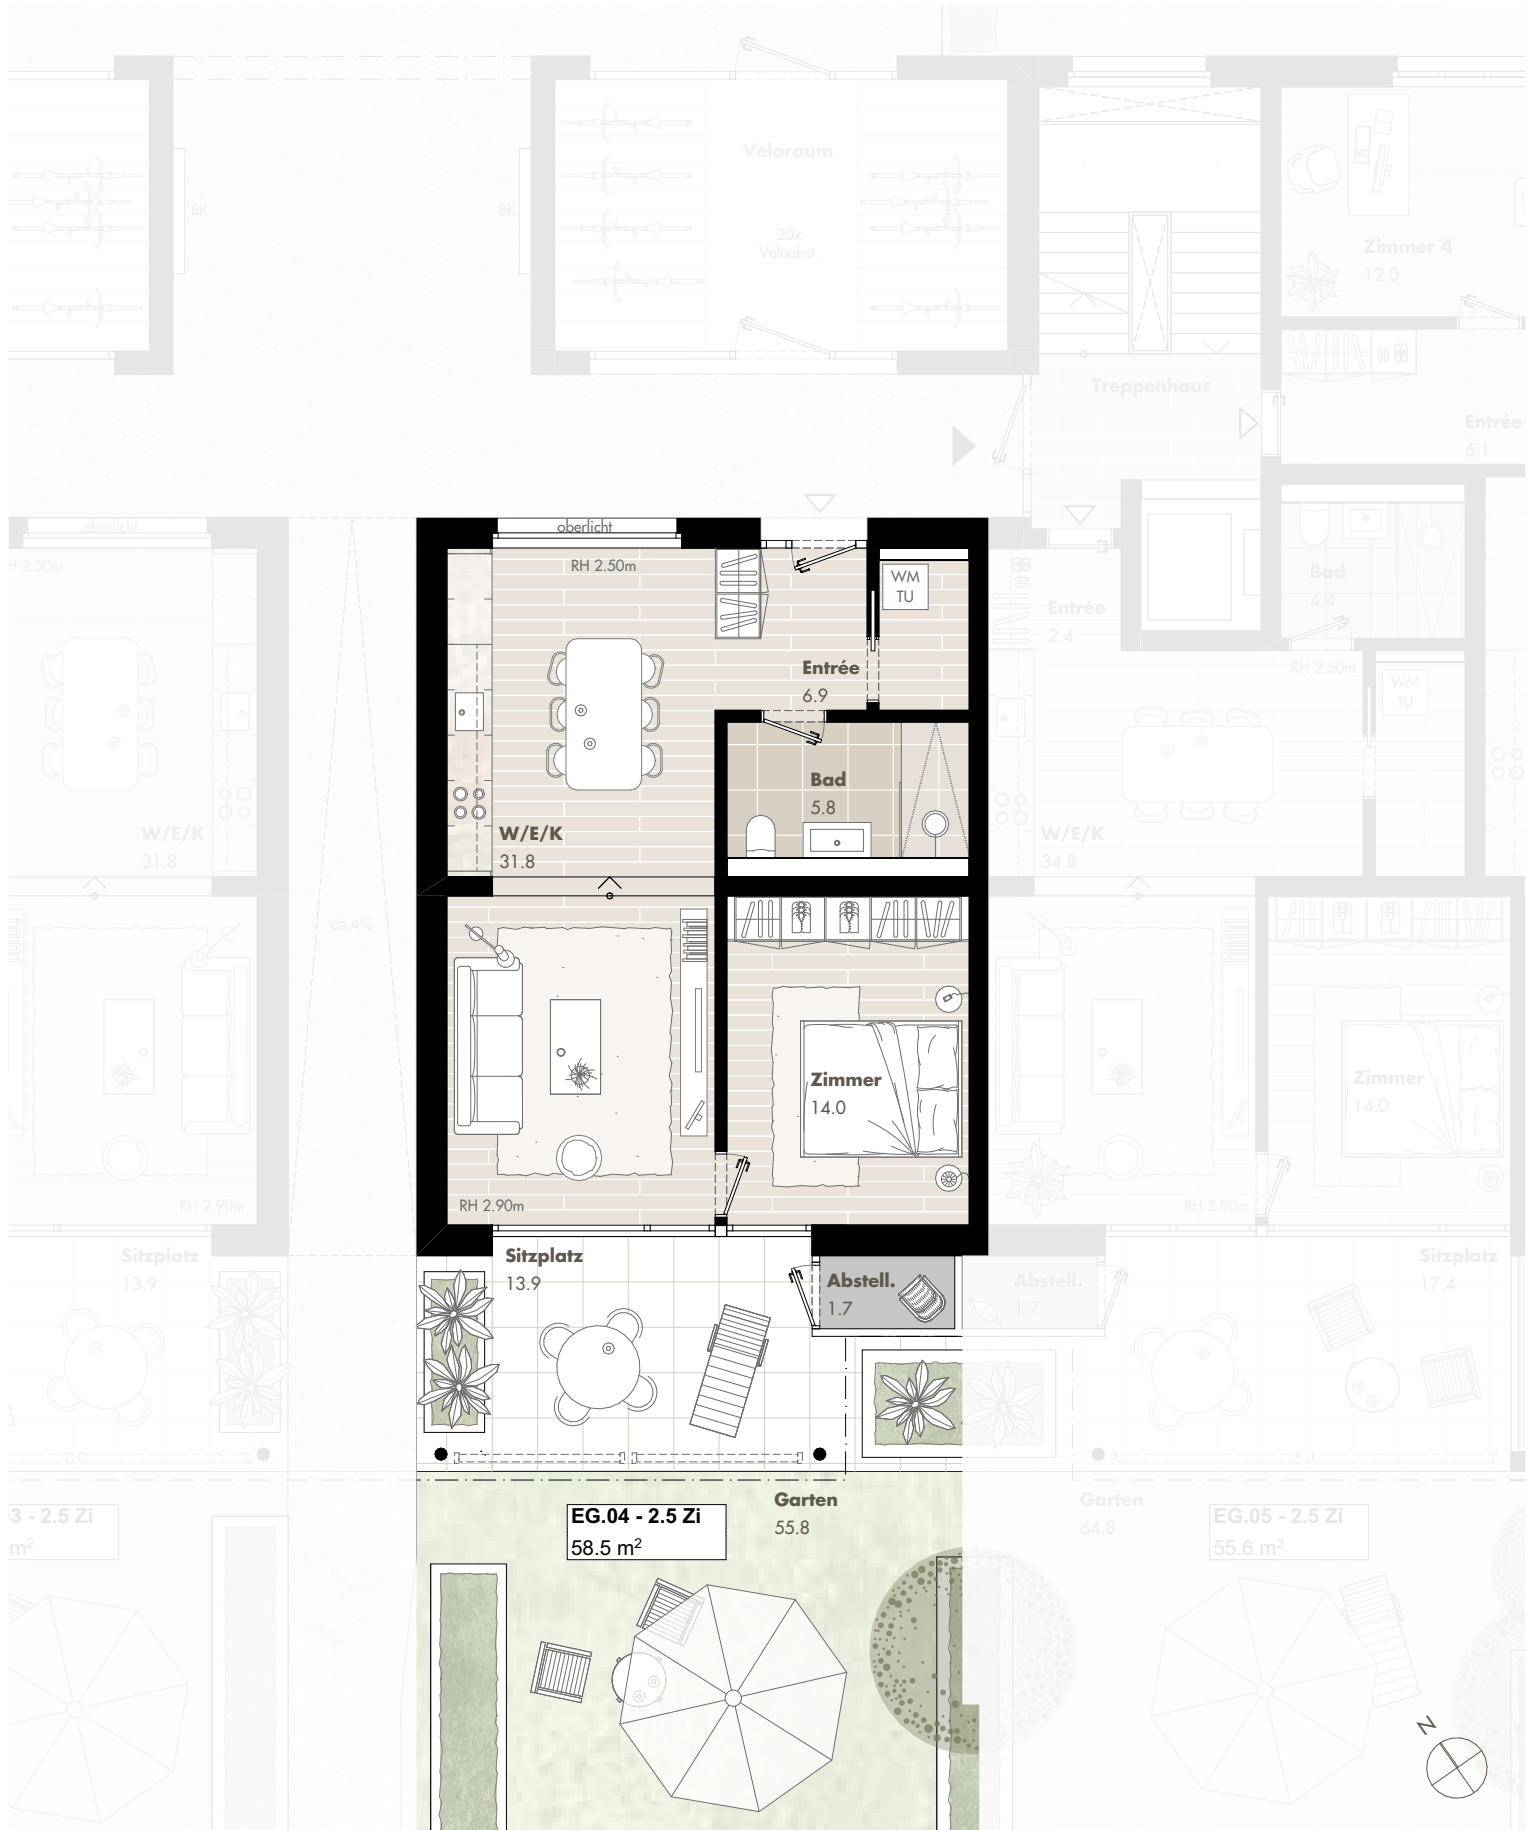 Veloraum
20x
Veloabst.
BK
BK
Zimmer 4
12.0
Treppenhaus
Entrée
6.1
oberlicht
H 2.50m
W/E/K
31.8
ca.4%
RH 2.90m
Sitzplatz
13.9
3 - 2.5 Zi
m²
oberlicht
RH 2.50m
WM
TU
Entrée
6.9
Bad
5.8
W/E/K
31.8
Zimmer
14.0
RH 2.90m
Sitzplatz
13.9
Abstell.
1.7
Garten
55.8
EG.04 - 2.5 Zi
58.5 m²
Entrée
2.4
Bad
4.4
RH 2.50m
WM
TU
W/E/K
34.8
Zimmer
14.0
RH 2.90m
Abstell.
1.7
Sitzplatz
17.4
Garten
64.8
EG.05 - 2.5 Zi
55.6 m²
N